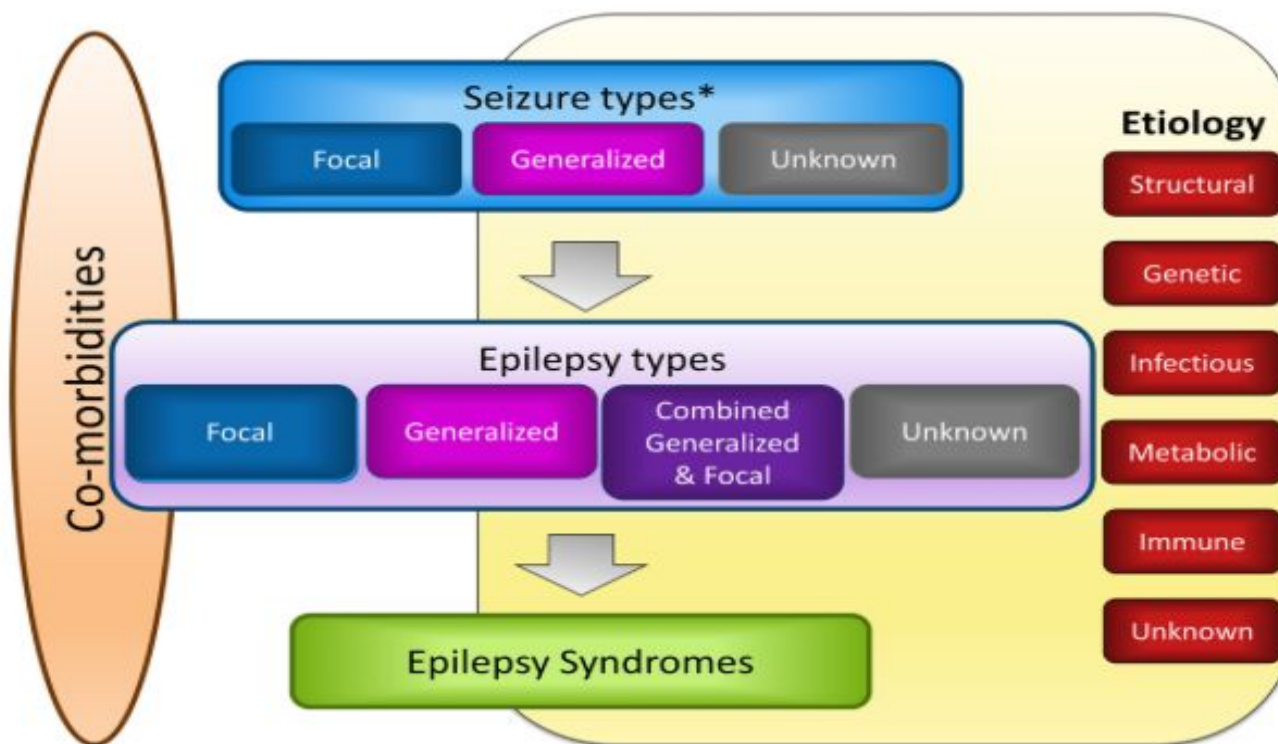 Seizure types*
Focal
Generalized
Unknown
Etiology
Structural
Genetic
Infectious
Metabolic
Immune
Unknown
Co-morbidities
Epilepsy types
Focal
Generalized
Combined
Generalized
& Focal
Unknown
Epilepsy Syndromes